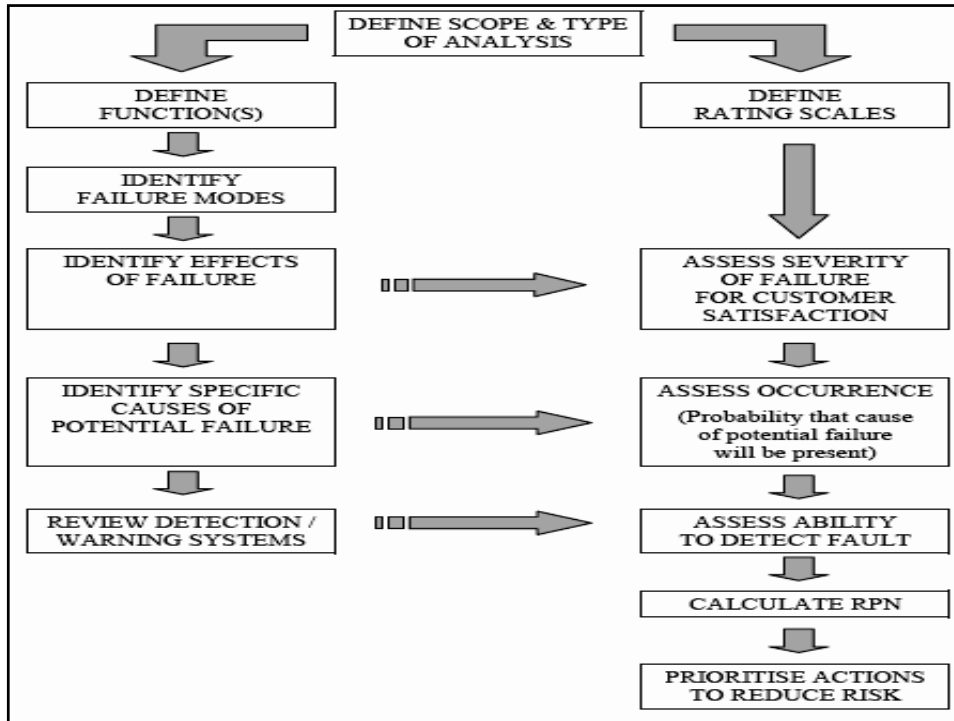 DEFINE SCOPE & TYPE
OF ANALYSIS
DEFINE
FUNCTION(S)
IDENTIFY
FAILURE MODES
IDENTIFY EFFECTS
OF FAILURE
IDENTIFY SPECIFIC
CAUSES OF
POTENTIAL FAILURE
REVIEW DETECTION /
WARNING SYSTEMS
DEFINE
RATING SCALES
ASSESS SEVERITY
OF FAILURE
FOR CUSTOMER
SATISFACTION
ASSESS OCCURRENCE
(Probability that cause
of potential failure
will be present)
ASSESS ABILITY
TO DETECT FAULT
CALCULATE RPN
PRIORITISE ACTIONS
TO REDUCE RISK